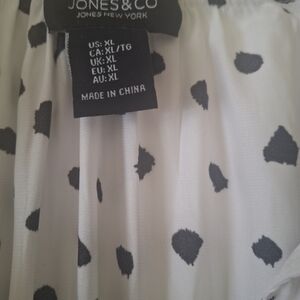 JONES&CO
JONES NEW YORK
US: XL
CA: XL/TG
UK: XL
EU: XL
AU: XL
MADE IN CHINA